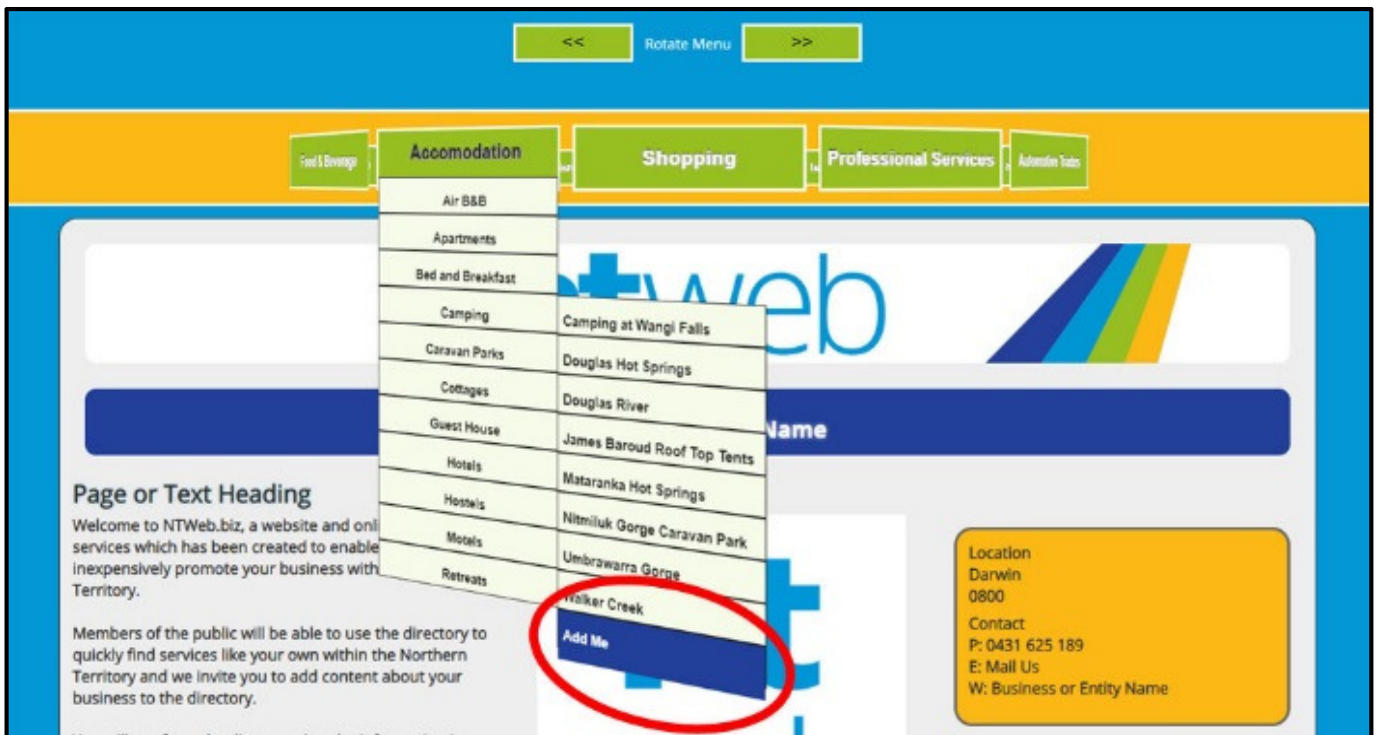 <<
Rotate Menu
>>
Food & Beverage
Accomodation
Shopping
Professional Services
Automotive Trades
Air B&B
Apartments
Bed and Breakfast
Camping
Caravan Parks
Cottages
Guest House
Hotels
Hostels
Motels
Retreats
Camping at Wangi Falls
Douglas Hot Springs
Douglas River
James Baroud Roof Top Tents
Mataranka Hot Springs
Nitmiluk Gorge Caravan Park
Umbrawarra Gorge
Walker Creek
Add Me
ntweb
Name
Page or Text Heading
Welcome to NTWeb.biz, a website and onli
services which has been created to enable
inexpensively promote your business with
Territory.
Members of the public will be able to use the directory to
quickly find services like your own within the Northern
Territory and we invite you to add content about your
business to the directory.
Location
Darwin
0800
Contact
P: 0431 625 189
E: Mail Us
W: Business or Entity Name